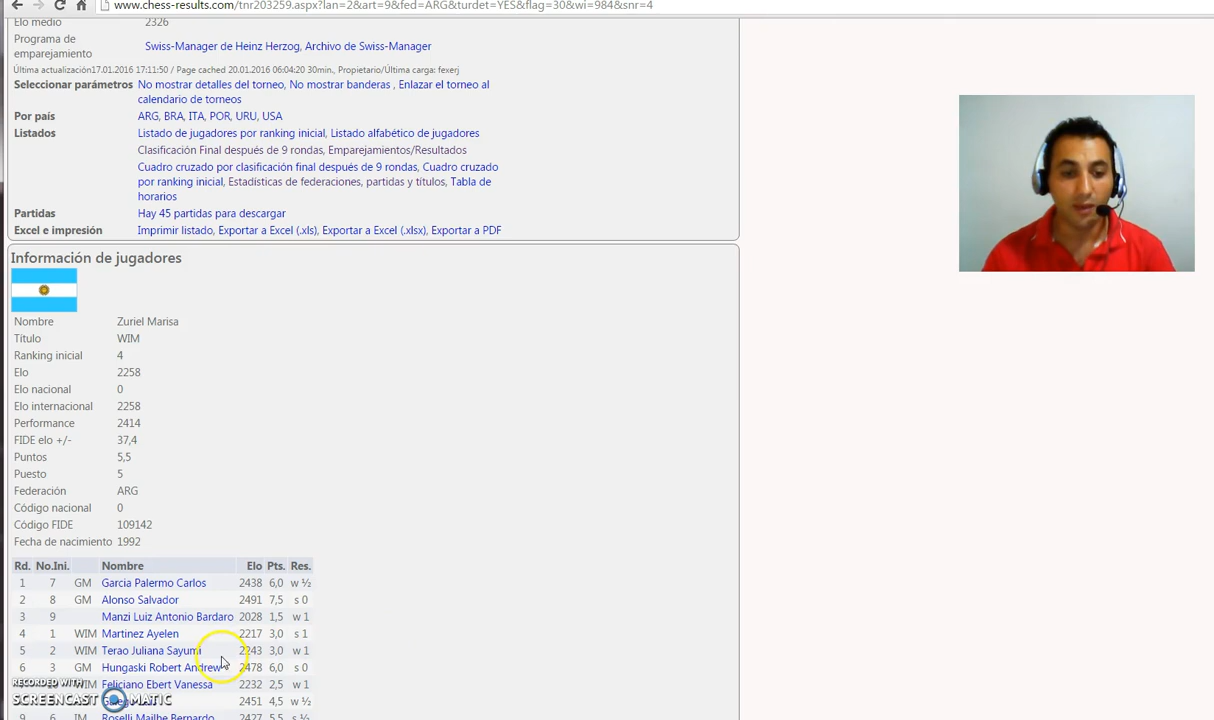 www.chess-results.com/tnr203259.aspx?lan=2&art=9&fed=ARG&turdet=YES&flag=30&wi=984&snr=4
Elo medio 2326
Programa de
emparejamiento Swiss-Manager de Heinz Herzog, Archivo de Swiss-Manager
Última actualización17.01.2016 17:11:50 / Page cached 20.01.2016 06:04:20 30min., Propietario/Última carga: fexerj
Seleccionar parámetros No mostrar detalles del torneo, No mostrar banderas , Enlazar el torneo al
calendario de torneos
Por país ARG, BRA, ITA, POR, URU, USA
Listados Listado de jugadores por ranking inicial, Listado alfabético de jugadores
Clasificación Final después de 9 rondas, Emparejamientos/Resultados
Cuadro cruzado por clasificación final después de 9 rondas, Cuadro cruzado
por ranking inicial, Estadísticas de federaciones, partidas y títulos, Tabla de
horarios
Partidas Hay 45 partidas para descargar
Excel e impresión Imprimir listado, Exportar a Excel (.xls), Exportar a Excel (.xlsx), Exportar a PDF
Información de jugadores
Nombre Zuriel Marisa
Título WIM
Ranking inicial 4
Elo 2258
Elo nacional 0
Elo internacional 2258
Performance 2414
FIDE elo +/- 37,4
Puntos 5,5
Puesto 5
Federación ARG
Código nacional 0
Código FIDE 109142
Fecha de nacimiento 1992
Rd. No.Ini. Nombre Elo Pts. Res.
1 7 GM Garcia Palermo Carlos 2438 6,0 w ½
2 8 GM Alonso Salvador 2491 7,5 s 0
3 9 Manzi Luiz Antonio Bardaro 2028 1,5 w 1
4 1 WIM Martinez Ayelen 2217 3,0 s 1
5 2 WIM Terao Juliana Sayumi 2243 3,0 w 1
6 3 GM Hungaski Robert Andrew 2478 6,0 s 0
Feliciano Ebert Vanessa 2232 2,5 w 1
2451 4,5 w ½
9 6 IM Roselli Mailhe Bernardo 2427 5,5 s ½
RECORDED WITH
SCREENCAST MATIC